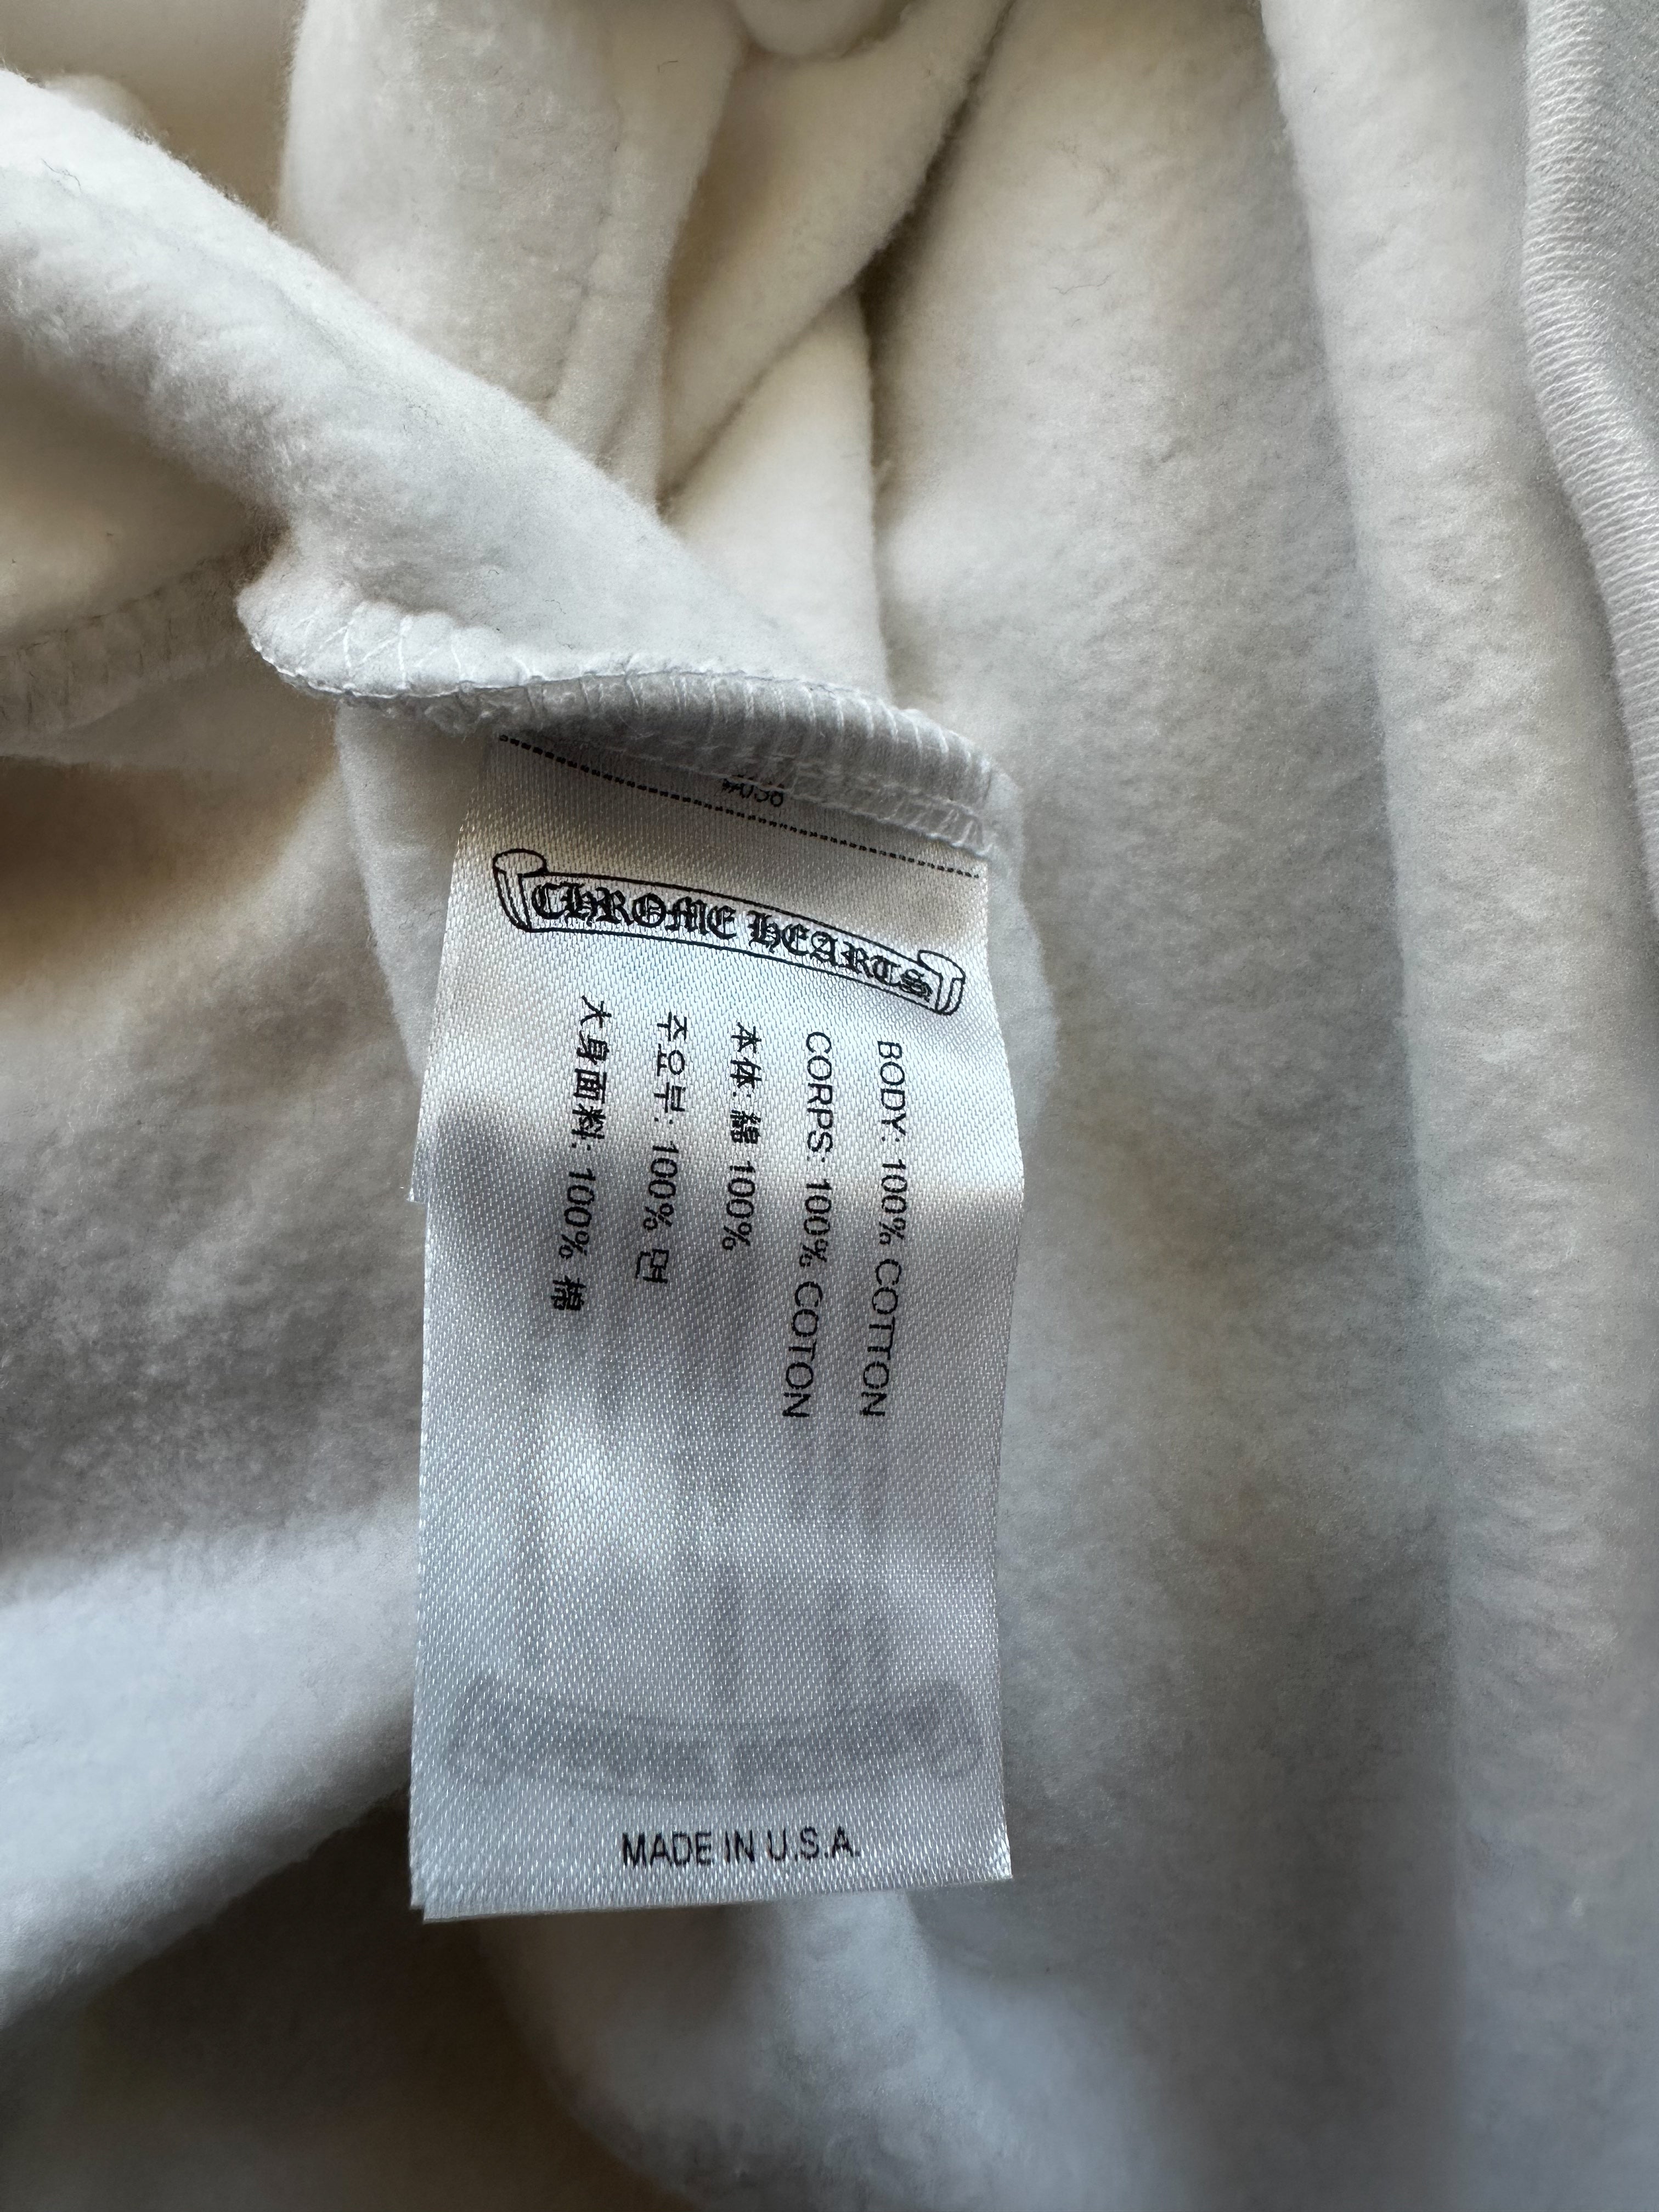 CHROME HEARTS
BODY: 100% COTTON
CORPS: 100% COTON
本体: 綿 100%
주요부: 100% 면
大身面料: 100% 棉
MADE IN U.S.A.